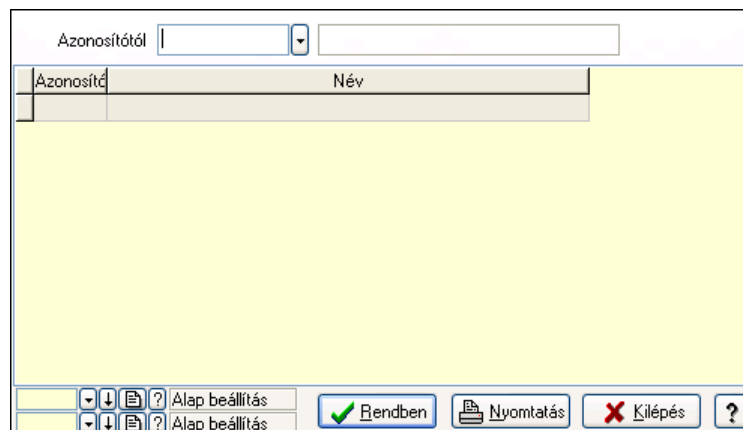 Azonosítótól
Azonosító Név
? Alap beállítás
? Alap beállítás
Rendben Nyomtatás Kilépés ?